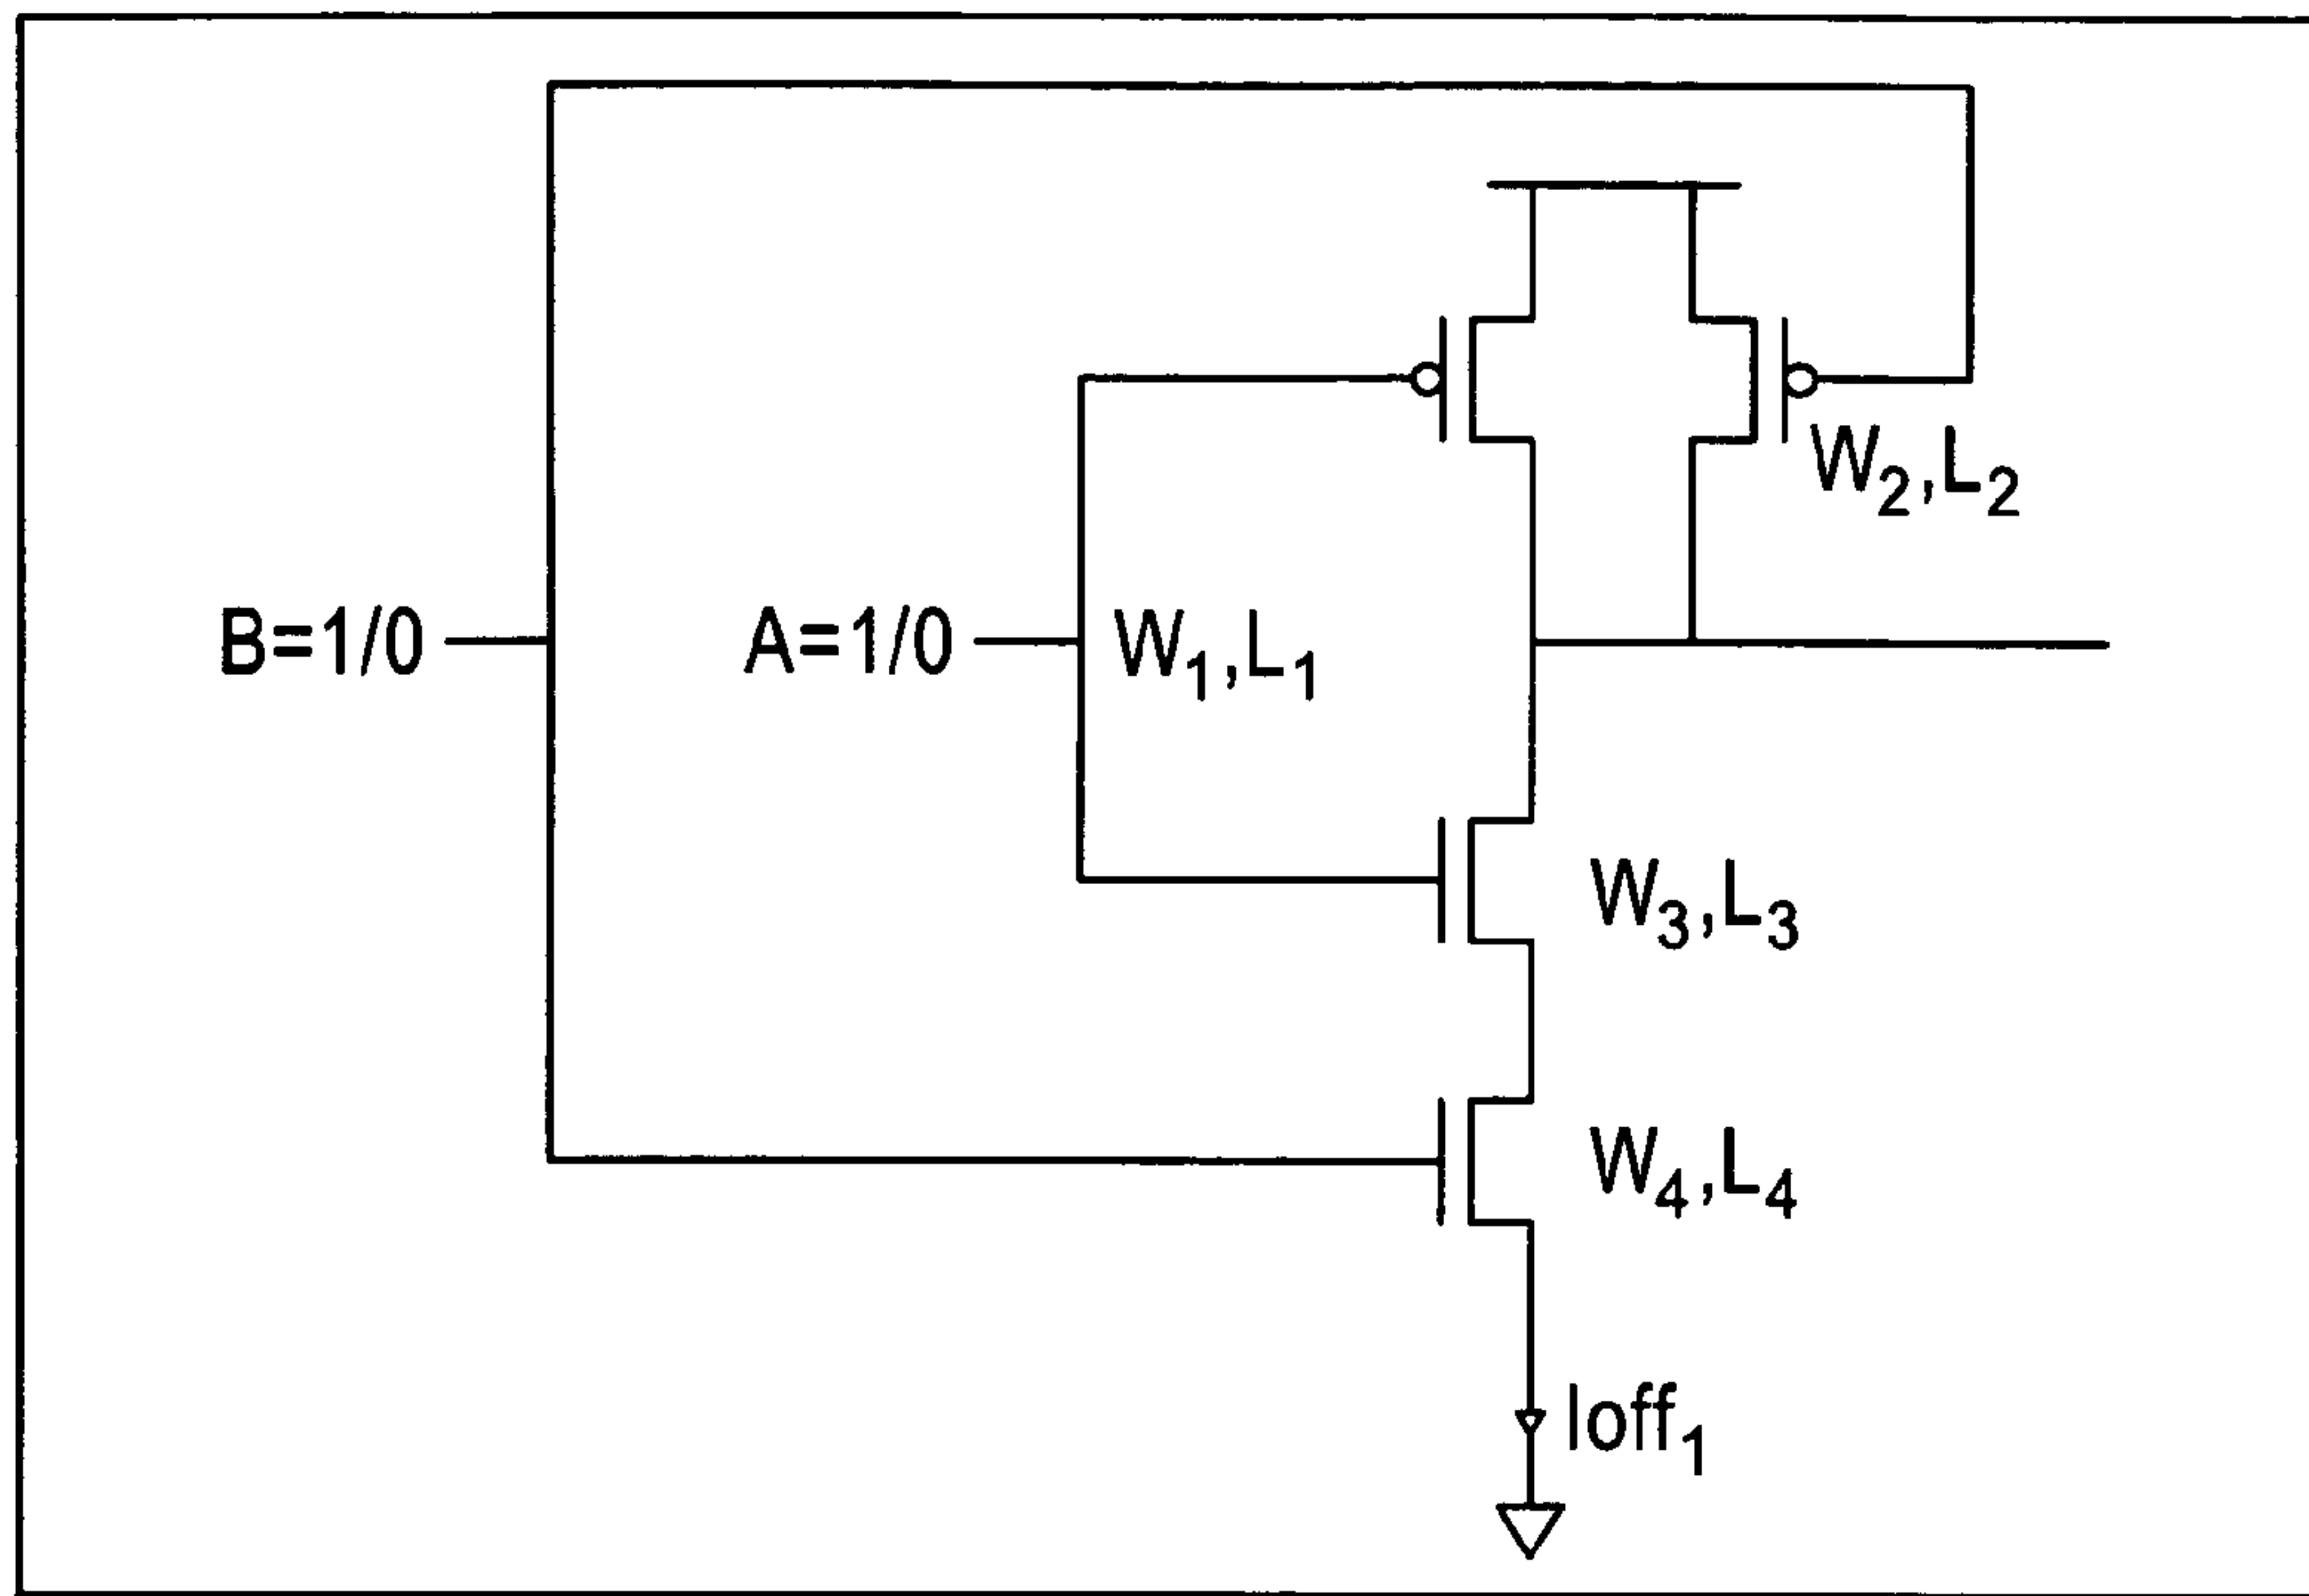 W₂,L₂
B=1/0
A=1/0
W₁,L₁
W₃,L₃
W₄,L₄
Ioff₁